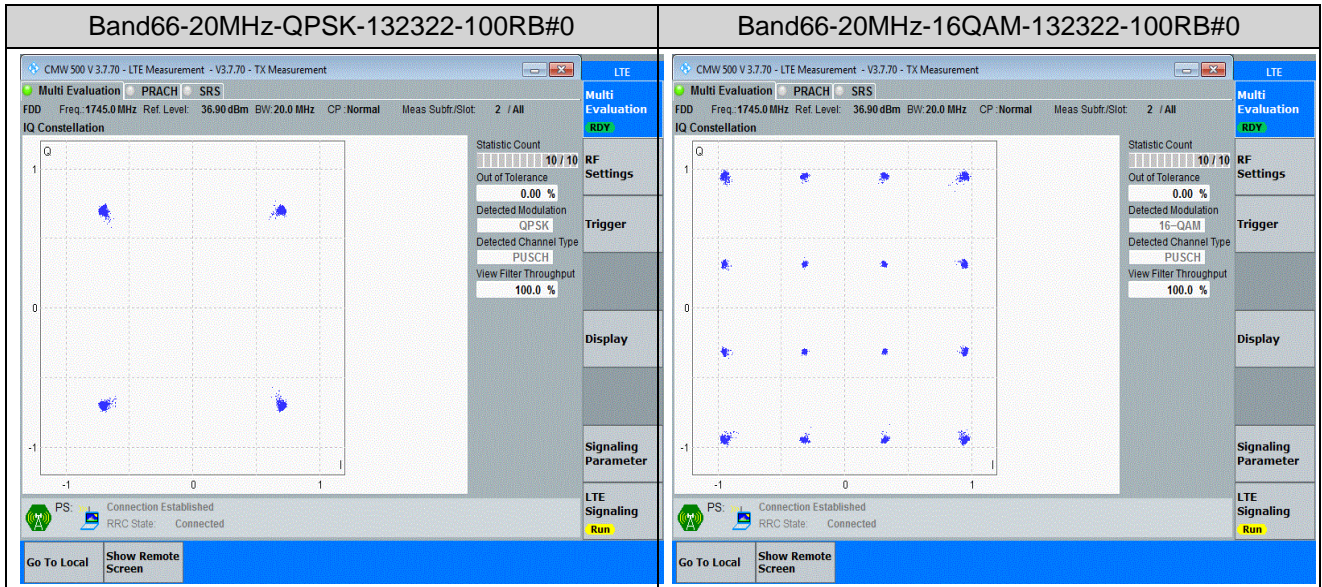 Band66-20MHz-QPSK-132322-100RB#0
CMW 500 V 3.7.70 - LTE Measurement - V3.7.70 - TX Measurement
LTE
Multi Evaluation PRACH SRS
Multi
Evaluation
RDY
FDD Freq.:1745.0 MHz Ref. Level: 36.90 dBm BW:20.0 MHz CP :Normal Meas Subfr./Slot: 2 / All
IQ Constellation
Statistic Count
10 / 10
Out of Tolerance
0.00 %
Detected Modulation
QPSK
Detected Channel Type
PUSCH
View Filter Throughput
100.0 %
RF
Settings
Trigger
Display
Signaling
Parameter
LTE
Signaling
Run
Q
1
0
-1
I
-1 0 1
PS: Connection Established
RRC State: Connected
Go To Local
Show Remote
Screen
Band66-20MHz-16QAM-132322-100RB#0
CMW 500 V 3.7.70 - LTE Measurement - V3.7.70 - TX Measurement
LTE
Multi Evaluation PRACH SRS
Multi
Evaluation
RDY
FDD Freq.:1745.0 MHz Ref. Level: 36.90 dBm BW:20.0 MHz CP :Normal Meas Subfr./Slot: 2 / All
IQ Constellation
Statistic Count
10 / 10
Out of Tolerance
0.00 %
Detected Modulation
16-QAM
Detected Channel Type
PUSCH
View Filter Throughput
100.0 %
RF
Settings
Trigger
Display
Signaling
Parameter
LTE
Signaling
Run
Q
1
0
-1
I
-1 0 1
PS: Connection Established
RRC State: Connected
Go To Local
Show Remote
Screen